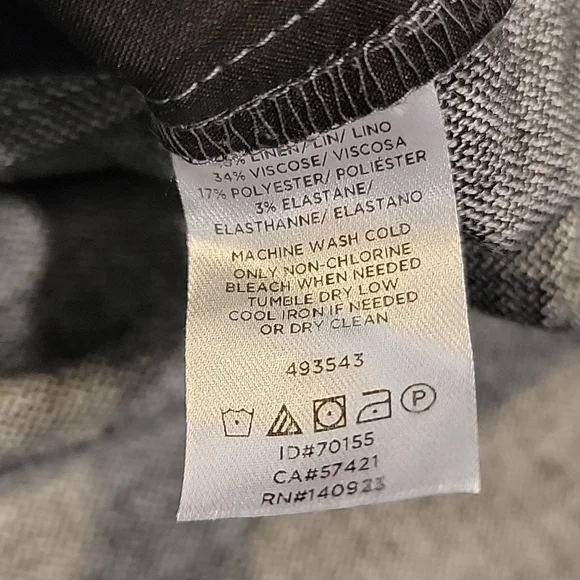 LINEN/ LIN/ LINO
34% VISCOSE/ VISCOSA
17% POLYESTER/ POLIÉSTER
3% ELASTANE/
ELASTHANNE/ ELASTANO
MACHINE WASH COLD
ONLY NON-CHLORINE
BLEACH WHEN NEEDED
TUMBLE DRY LOW
COOL IRON IF NEEDED
OR DRY CLEAN
493543
P
ID#70155
CA#57421
RN#140923